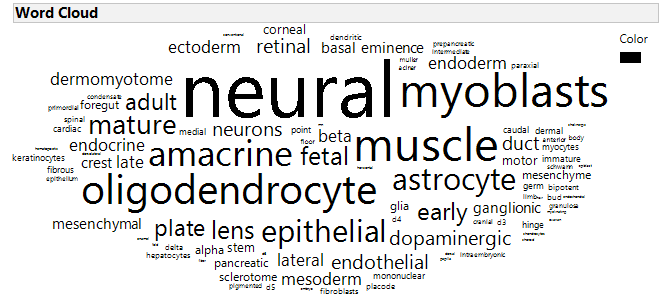 Word Cloud
corneal
Color
dendritic
ectoderm retinal basal eminence
prepancreatic
intermediate
muller
acinar
endoderm paraxial
dermomyotome
neural myoblasts
condensate
primordial foregut adult
spinal
cardiac mature medial neurons point
floor
beta
muscle
caudal dermal
duct anterior body
myocytes
endocrine
keratinocytes crest late amacrine fetal
motor immature
schwann
fibrous
epithelium
oligodendrocyte astrocyte mesenchyme
germ bipotent
limb bud
glia
d4
early ganglionic granulosa
cranial d3
mesenchymal plate lens epithelial
hinge
dopaminergic
delta
hepatocytes
alpha stem
pancreatic lateral endothelial
intraembryonic
sclerotome mesoderm mononuclear
pigmented d5
fibroblasts placode